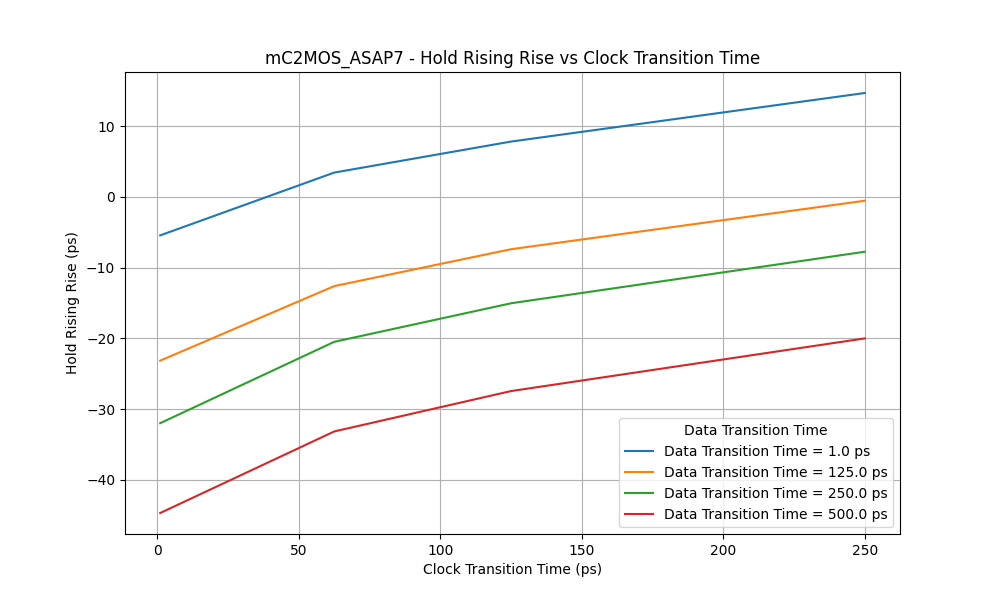 mC2MOS_ASAP7 - Hold Rising Rise vs Clock Transition Time
Hold Rising Rise (ps)
10
0
−10
−20
−30
−40
0
50
100
150
200
250
Clock Transition Time (ps)
Data Transition Time
Data Transition Time = 1.0 ps
Data Transition Time = 125.0 ps
Data Transition Time = 250.0 ps
Data Transition Time = 500.0 ps